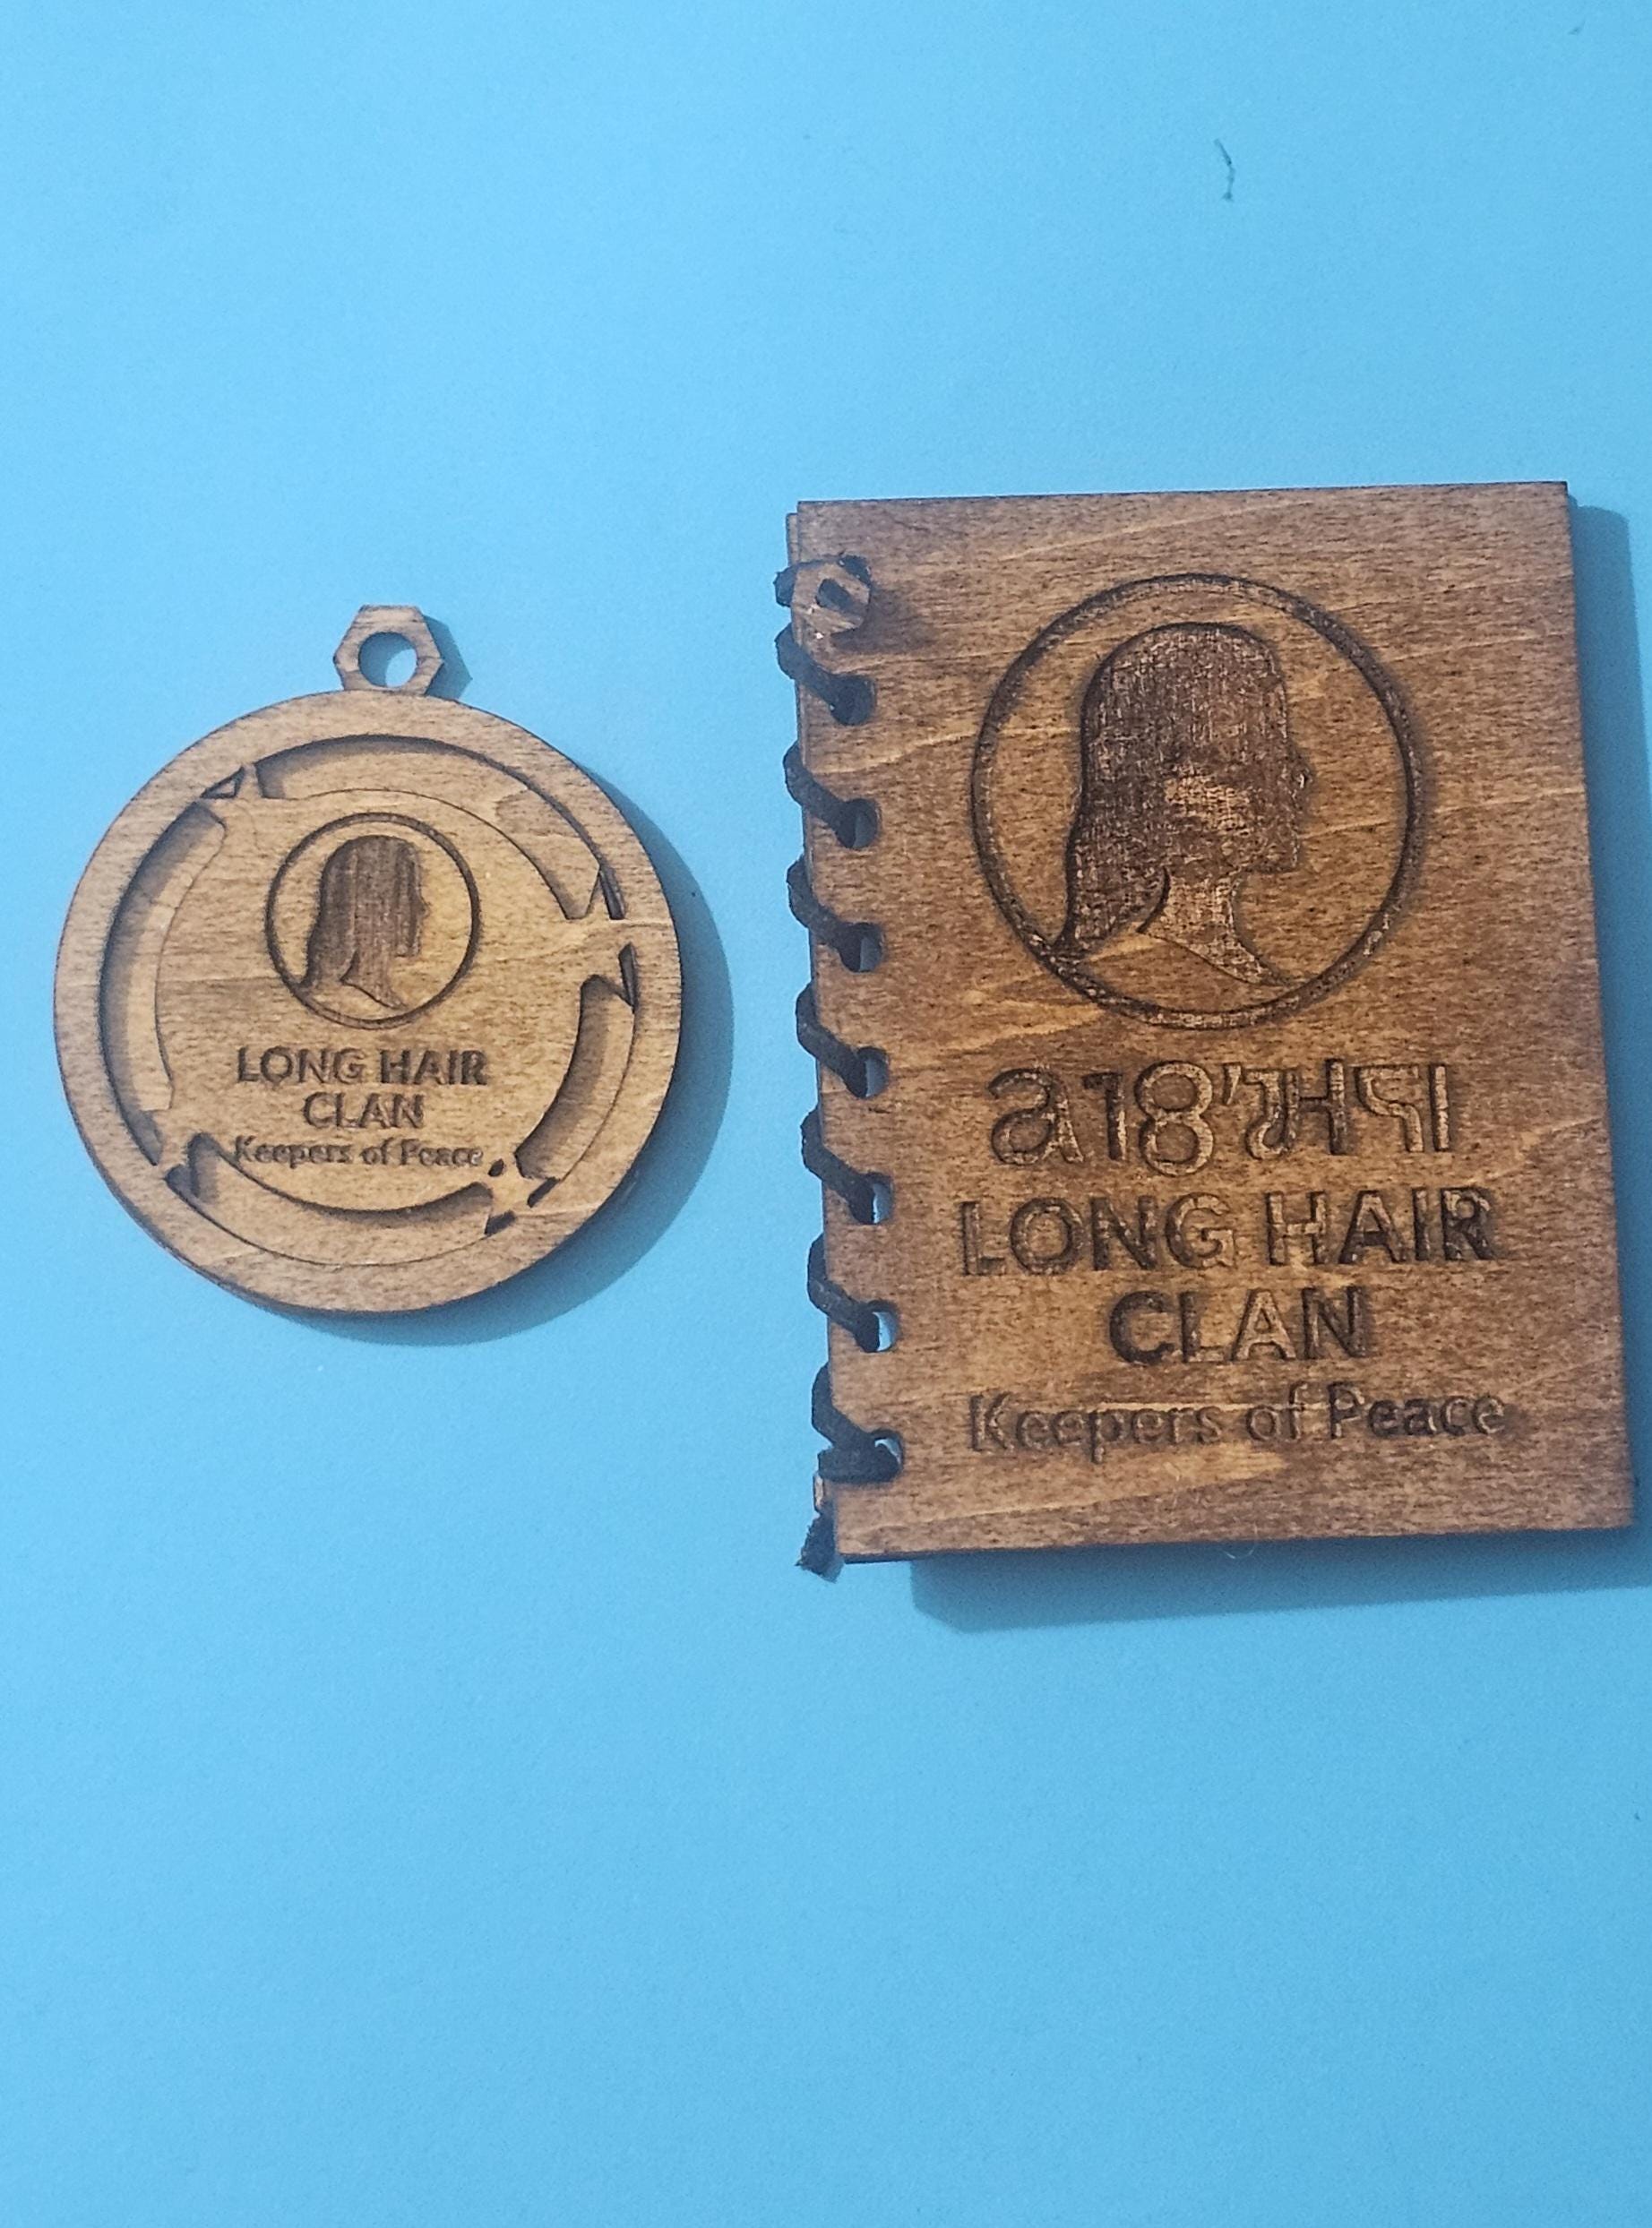 LONG HAIR
CLAN
Keepers of Peace
LONG HAIR
CLAN
Keepers of Peace